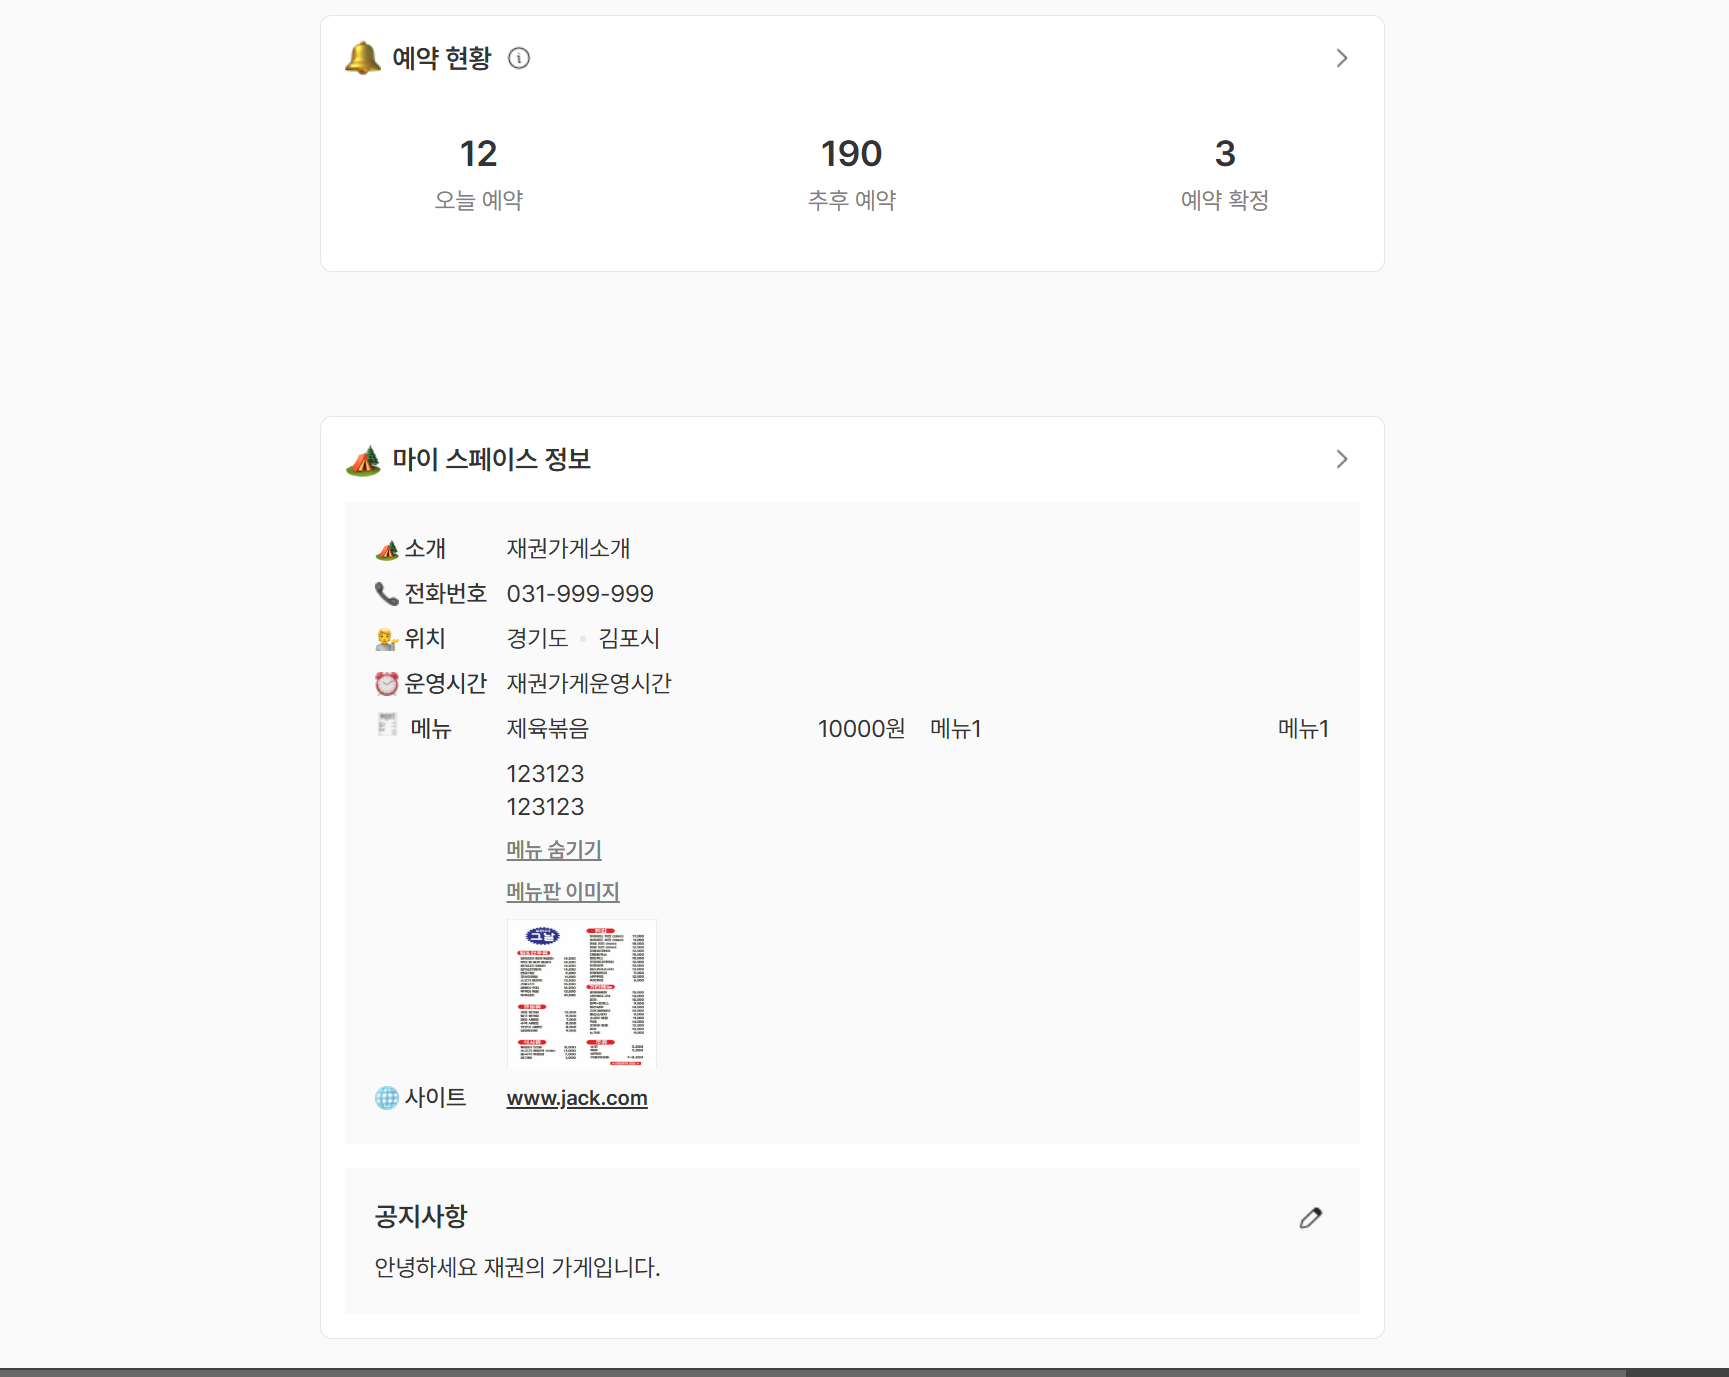 예약 현황
12
오늘 예약
190
추후 예약
3
예약 확정
마이 스페이스 정보
소개 재권가게소개
전화번호 031-999-999
위치 경기도 • 김포시
운영시간 재권가게운영시간
메뉴 제육볶음 10000원 메뉴1 메뉴1
123123
123123
메뉴 숨기기
메뉴판 이미지
그날
사이트 www.jack.com
공지사항
안녕하세요 재권의 가게입니다.